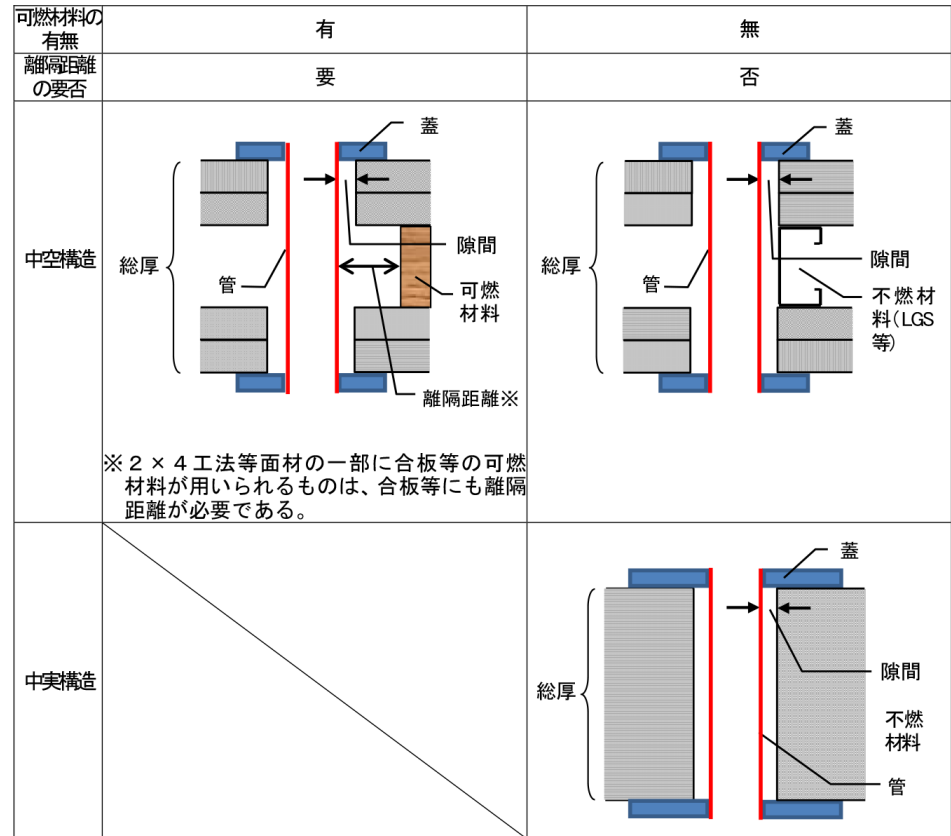 可燃材料の
有無
有
無
離隔距離
の要否
要
否
中空構造
蓋
総厚
管
隙間
可燃
材料
離隔距離※
※２×４工法等面材の一部に合板等の可燃
材料が用いられるものは、合板等にも離隔
距離が必要である。
蓋
総厚
管
隙間
不燃材
料(LGS
等)
中実構造
蓋
総厚
隙間
不燃
材料
管